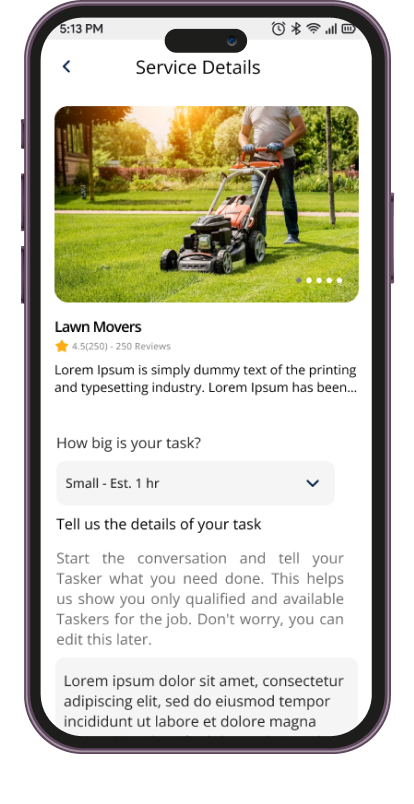 5:13 PM
Service Details
Lawn Movers
4.5(250) - 250 Reviews
Lorem Ipsum is simply dummy text of the printing
and typesetting industry. Lorem Ipsum has been...
How big is your task?
Small - Est. 1 hr
Tell us the details of your task
Start the conversation and tell your
Tasker what you need done. This helps
us show you only qualified and available
Taskers for the job. Don't worry, you can
edit this later.
Lorem ipsum dolor sit amet, consectetur
adipiscing elit, sed do eiusmod tempor
incididunt ut labore et dolore magna